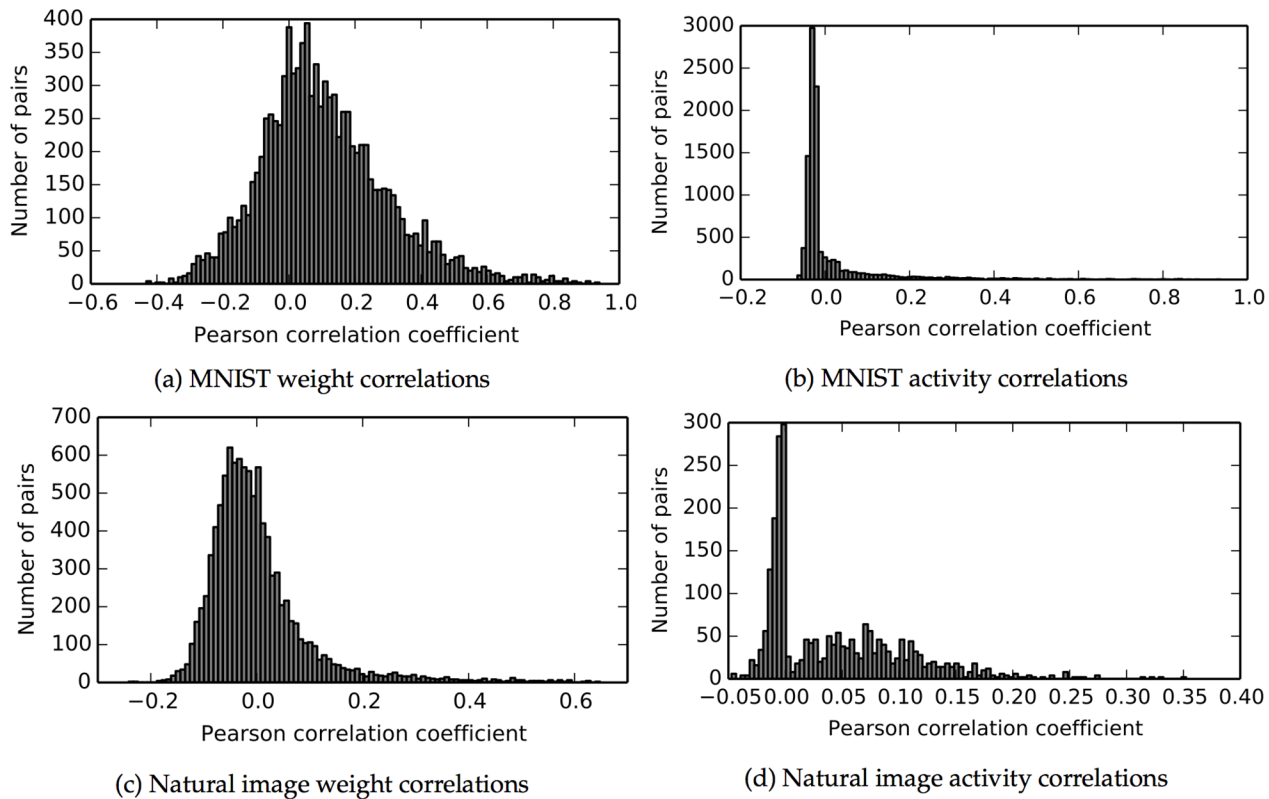 400
350
300
250
200
150
100
50
0
Number of pairs
−0.6 −0.4 −0.2 0.0 0.2 0.4 0.6 0.8 1.0
Pearson correlation coefficient
(a) MNIST weight correlations
3000
2500
2000
1500
1000
500
0
Number of pairs
−0.2 0.0 0.2 0.4 0.6 0.8 1.0
Pearson correlation coefficient
(b) MNIST activity correlations
700
600
500
400
300
200
100
0
Number of pairs
−0.2 0.0 0.2 0.4 0.6
Pearson correlation coefficient
(c) Natural image weight correlations
300
250
200
150
100
50
0
Number of pairs
−0.05 0.00 0.05 0.10 0.15 0.20 0.25 0.30 0.35 0.40
Pearson correlation coefficient
(d) Natural image activity correlations